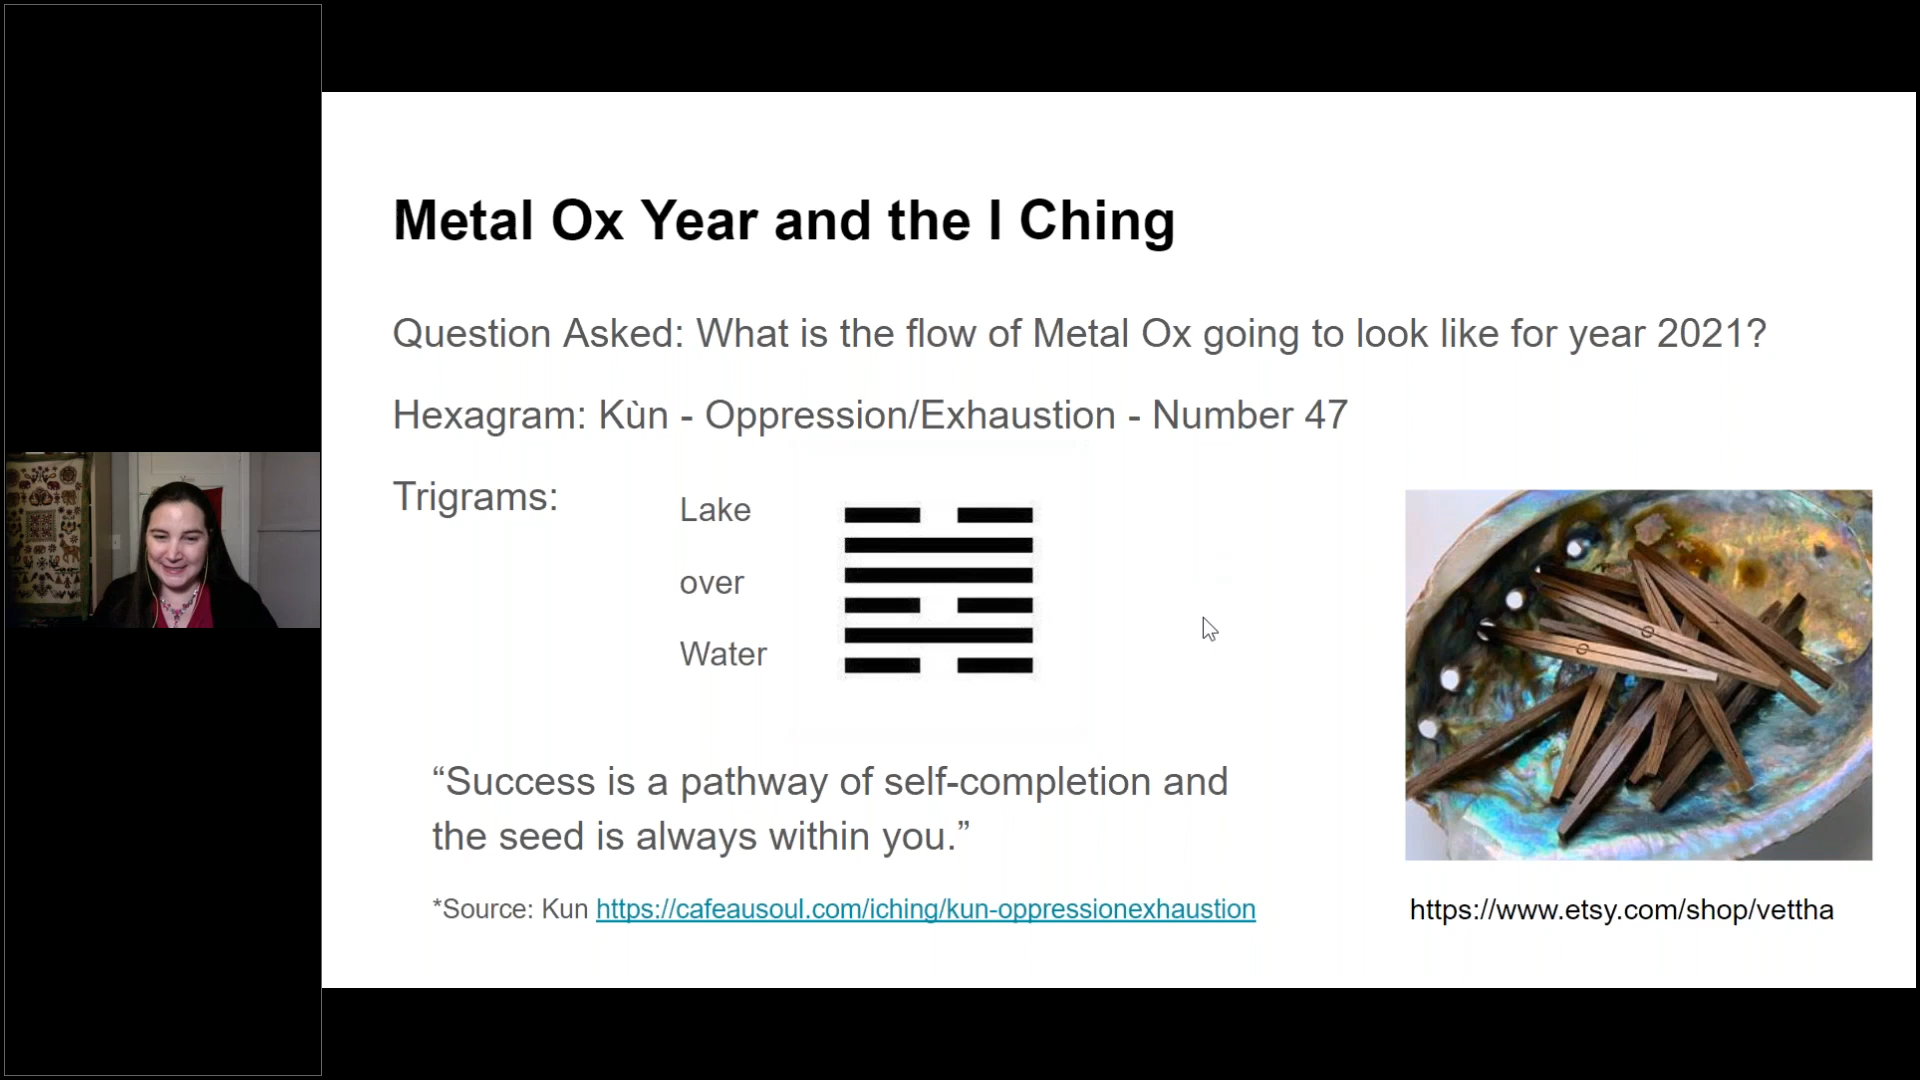 Metal Ox Year and the I Ching
Question Asked: What is the flow of Metal Ox going to look like for year 2021?
Hexagram: Kùn - Oppression/Exhaustion - Number 47
Trigrams:
Lake
over
Water
“Success is a pathway of self-completion and
the seed is always within you.”
*Source: Kun https://cafeausoul.com/iching/kun-oppressionexhaustion
https://www.etsy.com/shop/vettha